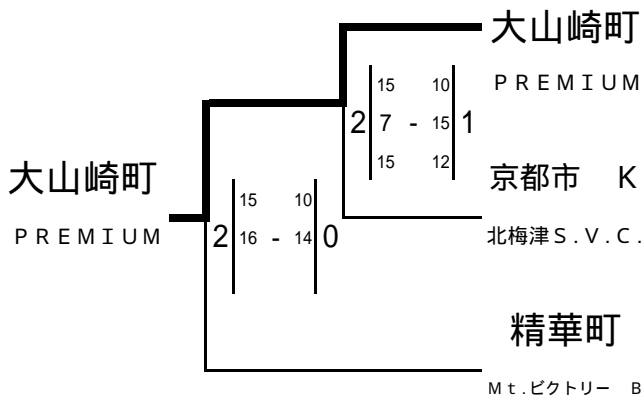 大山崎町
ＰＲＥＭＩＵＭ
15 10
2 7 - 15 1
15 12
京都市　Ｋ
北梅津Ｓ．Ｖ．Ｃ．
大山崎町
ＰＲＥＭＩＵＭ
15 10
2 16 - 14 0
精華町
Ｍｔ.ビクトリー　Ｂ